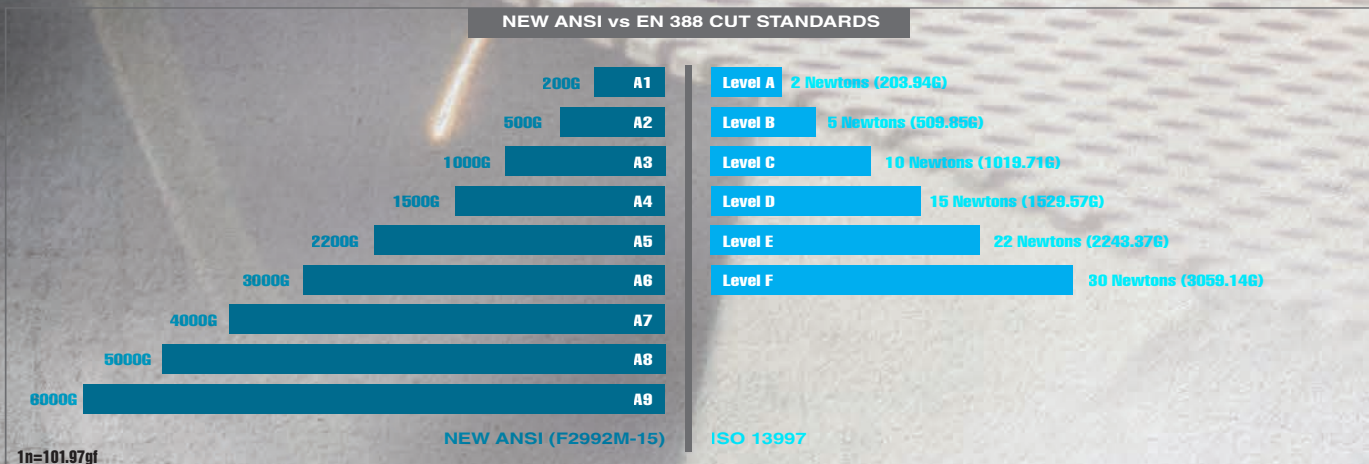 NEW ANSI vs EN 388 CUT STANDARDS
200G A1 Level A 2 Newtons (203.94G)
500G A2 Level B 5 Newtons (509.85G)
1000G A3 Level C 10 Newtons (1019.71G)
1500G A4 Level D 15 Newtons (1529.57G)
2200G A5 Level E 22 Newtons (2243.37G)
3000G A6 Level F 30 Newtons (3059.14G)
4000G A7
5000G A8
6000G A9
NEW ANSI (F2992M-15) ISO 13997
1n=101.97gf